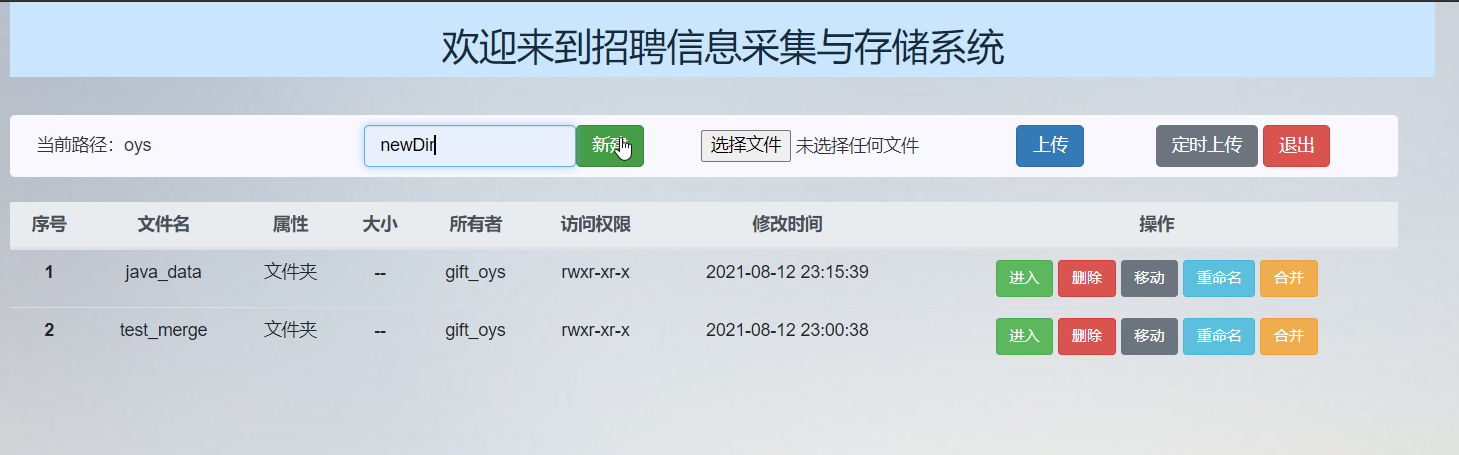 欢迎来到招聘信息采集与存储系统
当前路径：oys newDir 新建 选择文件 未选择任何文件 上传 定时上传 退出
序号 文件名 属性 大小 所有者 访问权限 修改时间 操作
1 java_data 文件夹 -- gift_oys rwxr-xr-x 2021-08-12 23:15:39 进入 删除 移动 重命名 合并
2 test_merge 文件夹 -- gift_oys rwxr-xr-x 2021-08-12 23:00:38 进入 删除 移动 重命名 合并